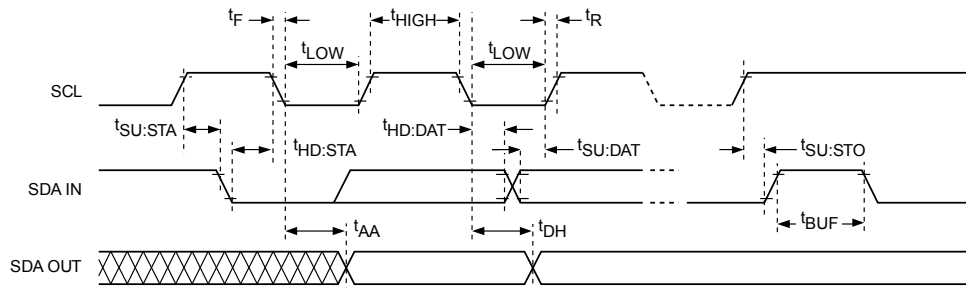 tF
tHIGH
tR
tLOW
tLOW
SCL
tSU:STA
tHD:STA
tHD:DAT
tSU:DAT
tSU:STO
SDA IN
tAA
tDH
tBUF
SDA OUT